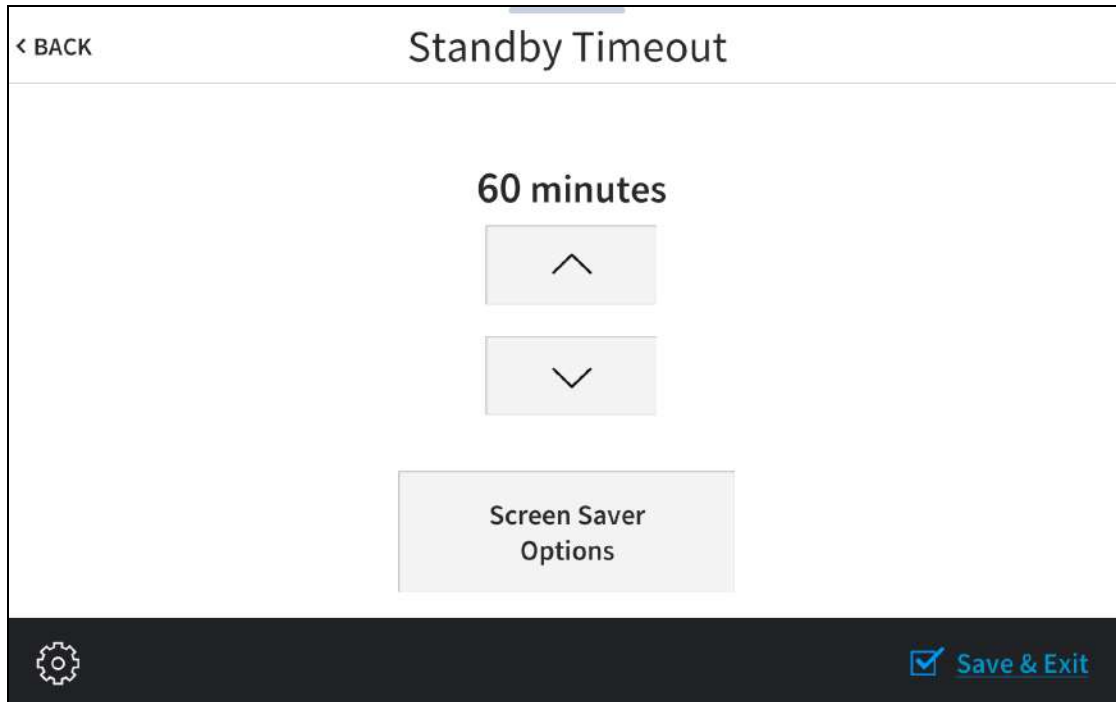 < BACK
Standby Timeout
60 minutes
Screen Saver
Options
Save & Exit